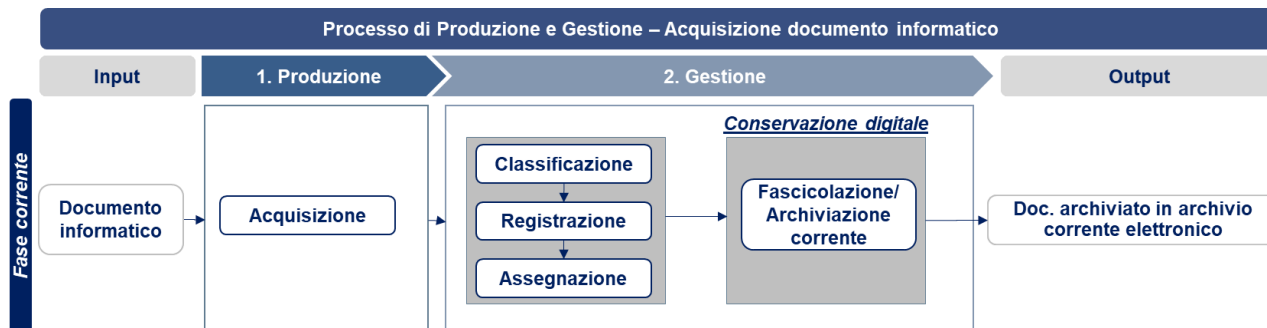 Processo di Produzione e Gestione – Acquisizione documento informatico
Input
1. Produzione
2. Gestione
Output
Fase corrente
Documento
informatico
Acquisizione
Classificazione
Registrazione
Assegnazione
Conservazione digitale
Fascicolazione/
Archiviazione
corrente
Doc. archiviato in archivio
corrente elettronico